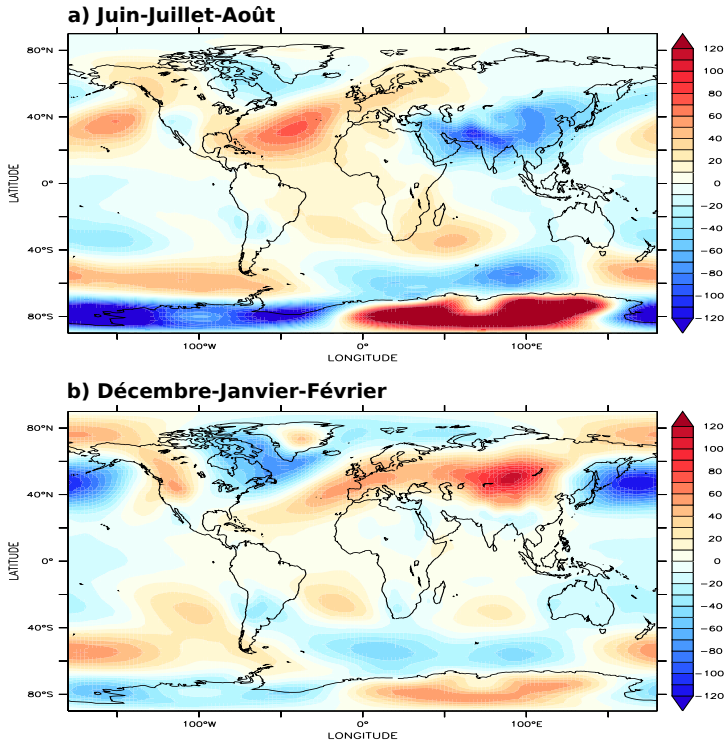 a) Juin-Juillet-Août
80°N
40°N
0°
40°S
80°S
LATITUDE
100°W
0°
100°E
LONGITUDE
120
100
80
60
40
20
0
−20
−40
−60
−80
−100
−120
b) Décembre-Janvier-Février
80°N
40°N
0°
40°S
80°S
LATITUDE
100°W
0°
100°E
LONGITUDE
120
100
80
60
40
20
0
−20
−40
−60
−80
−100
−120